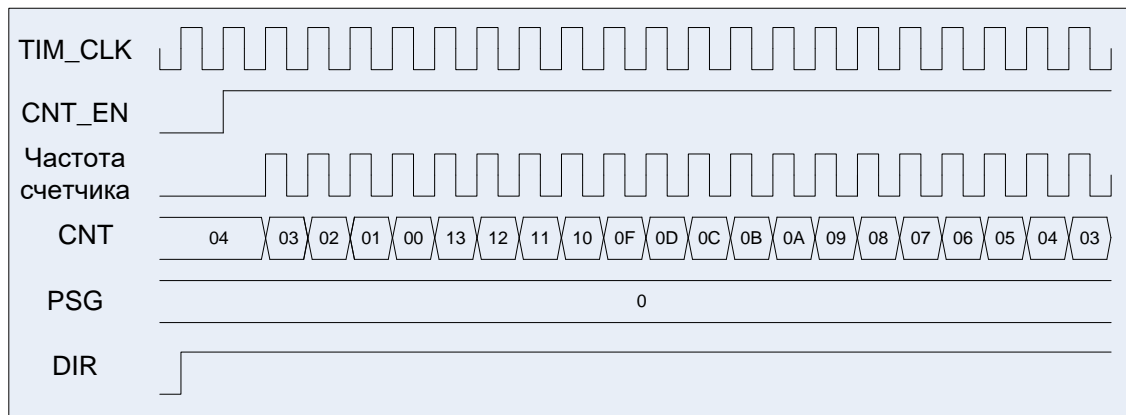 TIM_CLK
CNT_EN
Частота
счетчика
CNT 04 03 02 01 00 13 12 11 10 0F 0D 0C 0B 0A 09 08 07 06 05 04 03
PSG 0
DIR